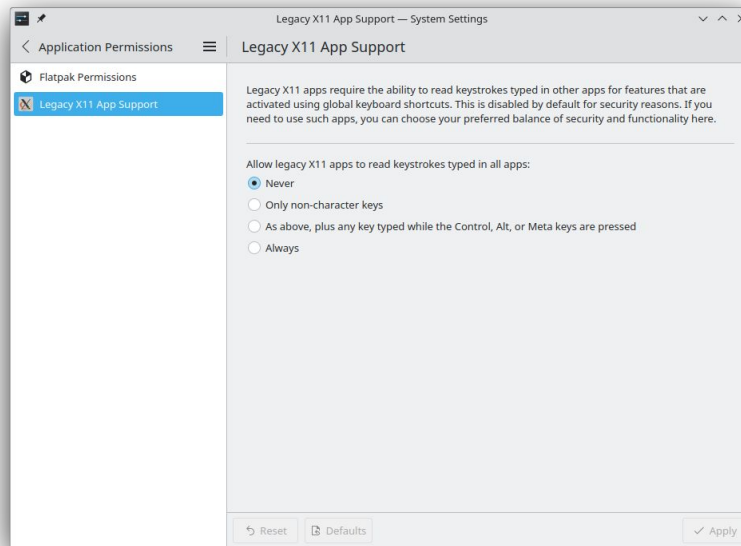 Legacy X11 App Support — System Settings
Application Permissions
Legacy X11 App Support
Flatpak Permissions
Legacy X11 App Support
Legacy X11 apps require the ability to read keystrokes typed in other apps for features that are
activated using global keyboard shortcuts. This is disabled by default for security reasons. If you
need to use such apps, you can choose your preferred balance of security and functionality here.
Allow legacy X11 apps to read keystrokes typed in all apps:
Never
Only non-character keys
As above, plus any key typed while the Control, Alt, or Meta keys are pressed
Always
Reset
Defaults
Apply